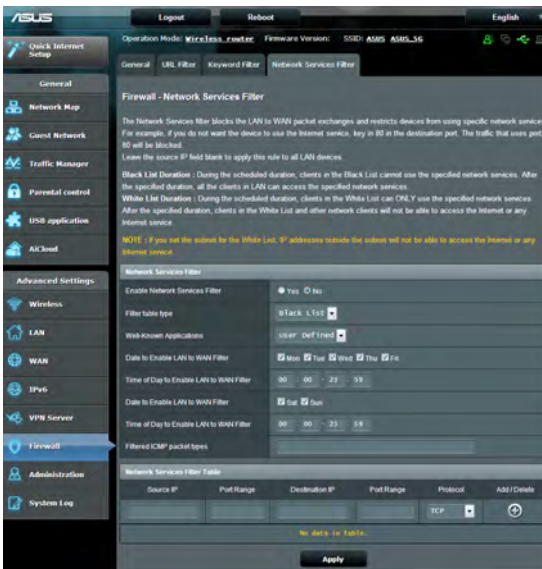 ASUS
Logout
Reboot
English
Quick Internet
Setup
Operation Mode: Wireless router Firmware Version: SSID: ASUS ASUS_5G
General URL Filter Keyword Filter Network Services Filter
General
Network Map
Guest Network
Traffic Manager
Parental control
USB application
AiCloud
Advanced Settings
Wireless
LAN
WAN
IPv6
VPN Server
Firewall
Administration
System Log
Firewall - Network Services Filter
The Network Services filter blocks the LAN to WAN packet exchanges and restricts devices from using specific network service
For example, if you do not want the device to use the Internet service, key in 80 in the destination port. The traffic that uses port
80 will be blocked.
Leave the source IP field blank to apply this rule to all LAN devices.
Black List Duration : During the scheduled duration, clients in the Black List cannot use the specified network services. After
the specified duration, all the clients in LAN can access the specified network services.
White List Duration : During the scheduled duration, clients in the White List can ONLY use the specified network services.
After the specified duration, clients in the White List and other network clients will not be able to access the Internet or any
Internet service.
NOTE : If you set the subnet for the White List, IP addresses outside the subnet will not be able to access the Internet or any
Internet service.
Network Services Filter
Enable Network Services Filter Yes No
Filter table type Black List
Well-Known Applications User Defined
Date to Enable LAN to WAN Filter Mon Tue Wed Thu Fri
Time of Day to Enable LAN to WAN Filter 00 : 00 - 23 : 59
Date to Enable LAN to WAN Filter Sat Sun
Time of Day to Enable LAN to WAN Filter 00 : 00 - 23 : 59
Filtered ICMP packet types
Network Services Filter Table
Source IP Port Range Destination IP Port Range Protocol Add / Delete
TCP
No data in table.
Apply